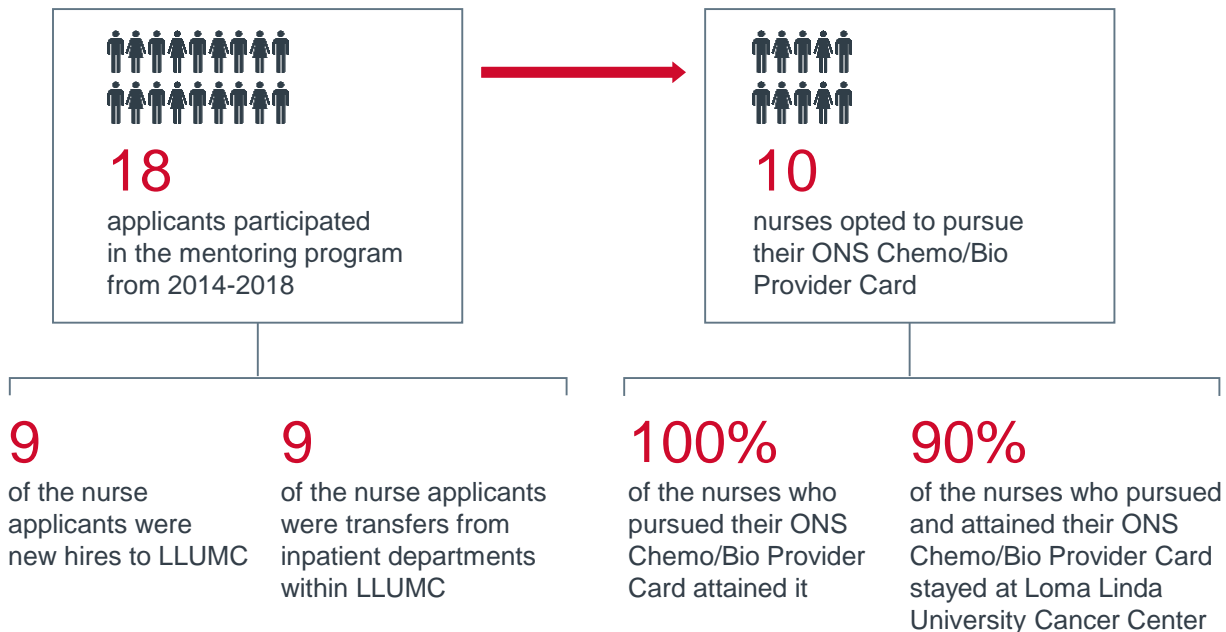 18
applicants participated
in the mentoring program
from 2014-2018
10
nurses opted to pursue
their ONS Chemo/Bio
Provider Card
9
of the nurse
applicants were
new hires to LLUMC
9
of the nurse applicants
were transfers from
inpatient departments
within LLUMC
100%
of the nurses who
pursued their ONS
Chemo/Bio Provider
Card attained it
90%
of the nurses who pursued
and attained their ONS
Chemo/Bio Provider Card
stayed at Loma Linda
University Cancer Center